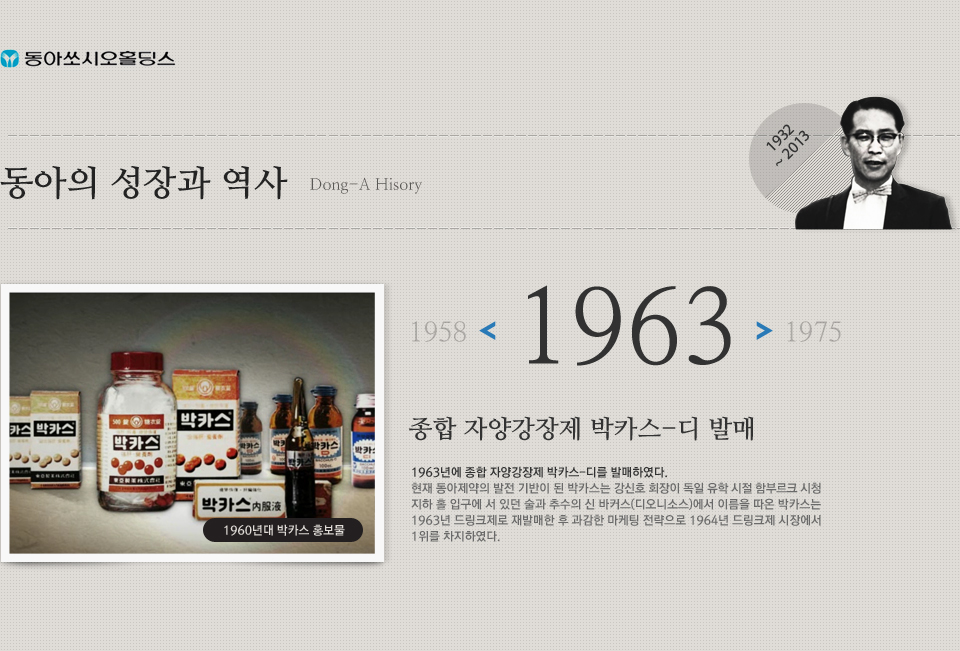 동아쏘시오홀딩스
1932
~ 2013
동아의 성장과 역사 Dong-A Hisory
1958 < 1963 > 1975
종합 자양강장제 박카스-디 발매
1963년에 종합 자양강장제 박카스-디를 발매하였다.
현재 동아제약의 발전 기반이 된 박카스는 강신호 회장이 독일 유학 시절 함부르크 시청
지하 홀 입구에 서 있던 술과 추수의 신 바커스(디오니소스)에서 이름을 따온 박카스는
1963년 드링크제로 재발매한 후 과감한 마케팅 전략으로 1964년 드링크제 시장에서
1위를 차지하였다.
박카스
박카스
박카스
박카스
박카스內服液
1960년대 박카스 홍보물